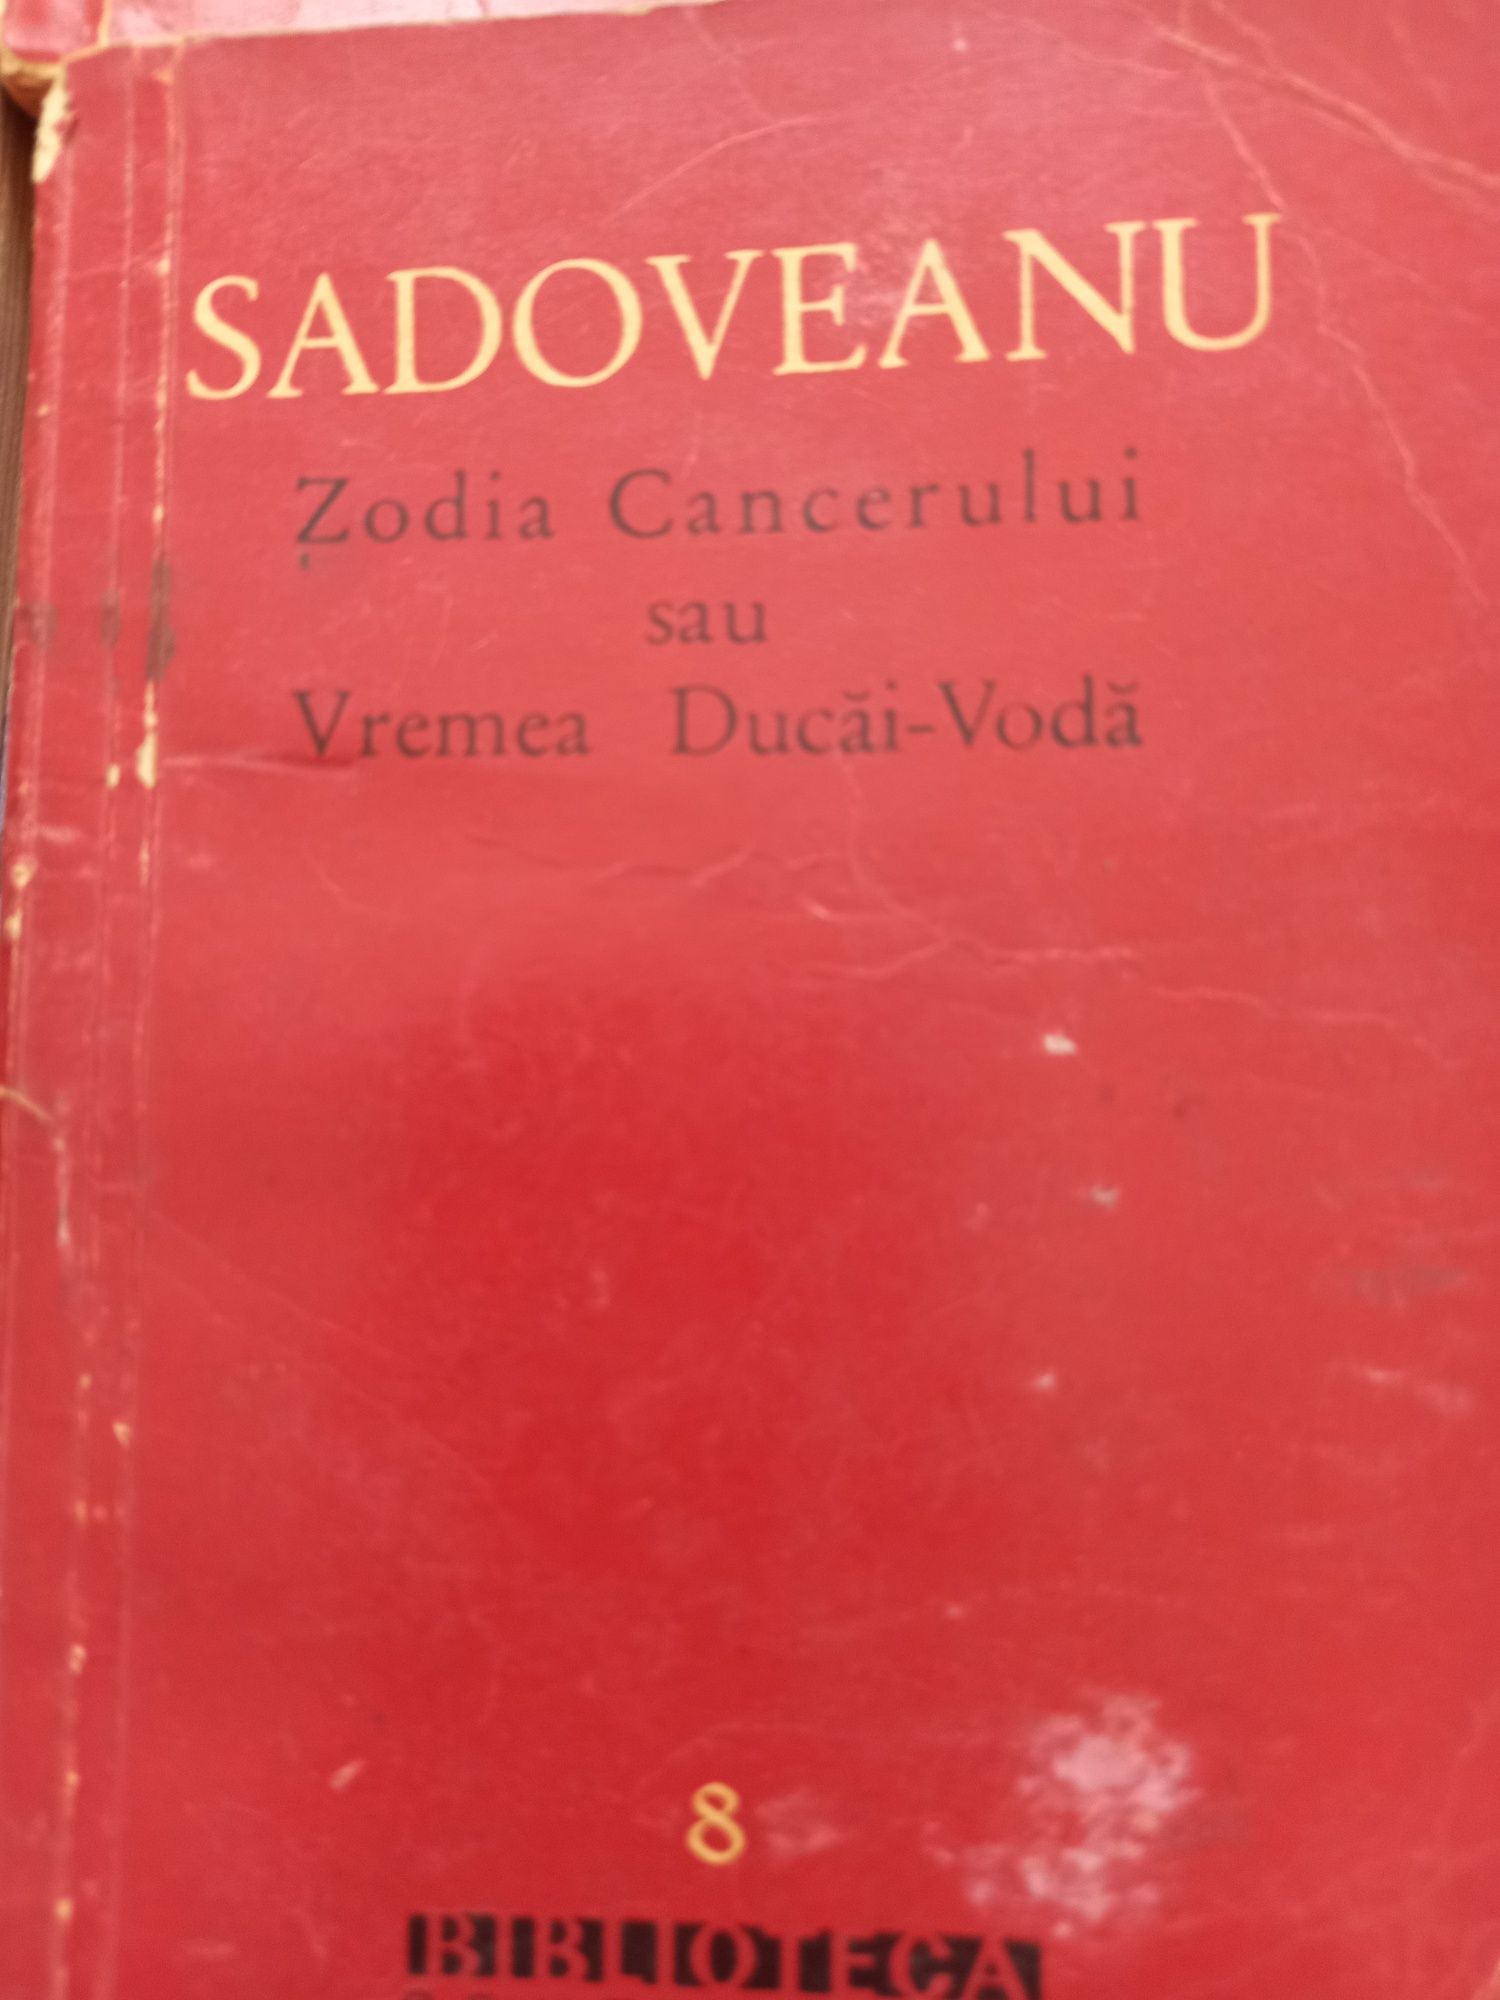 SADOVEANU
Zodia Cancerului
sau
Vremea Ducăi-Vodă
8
BIBLIOTECA